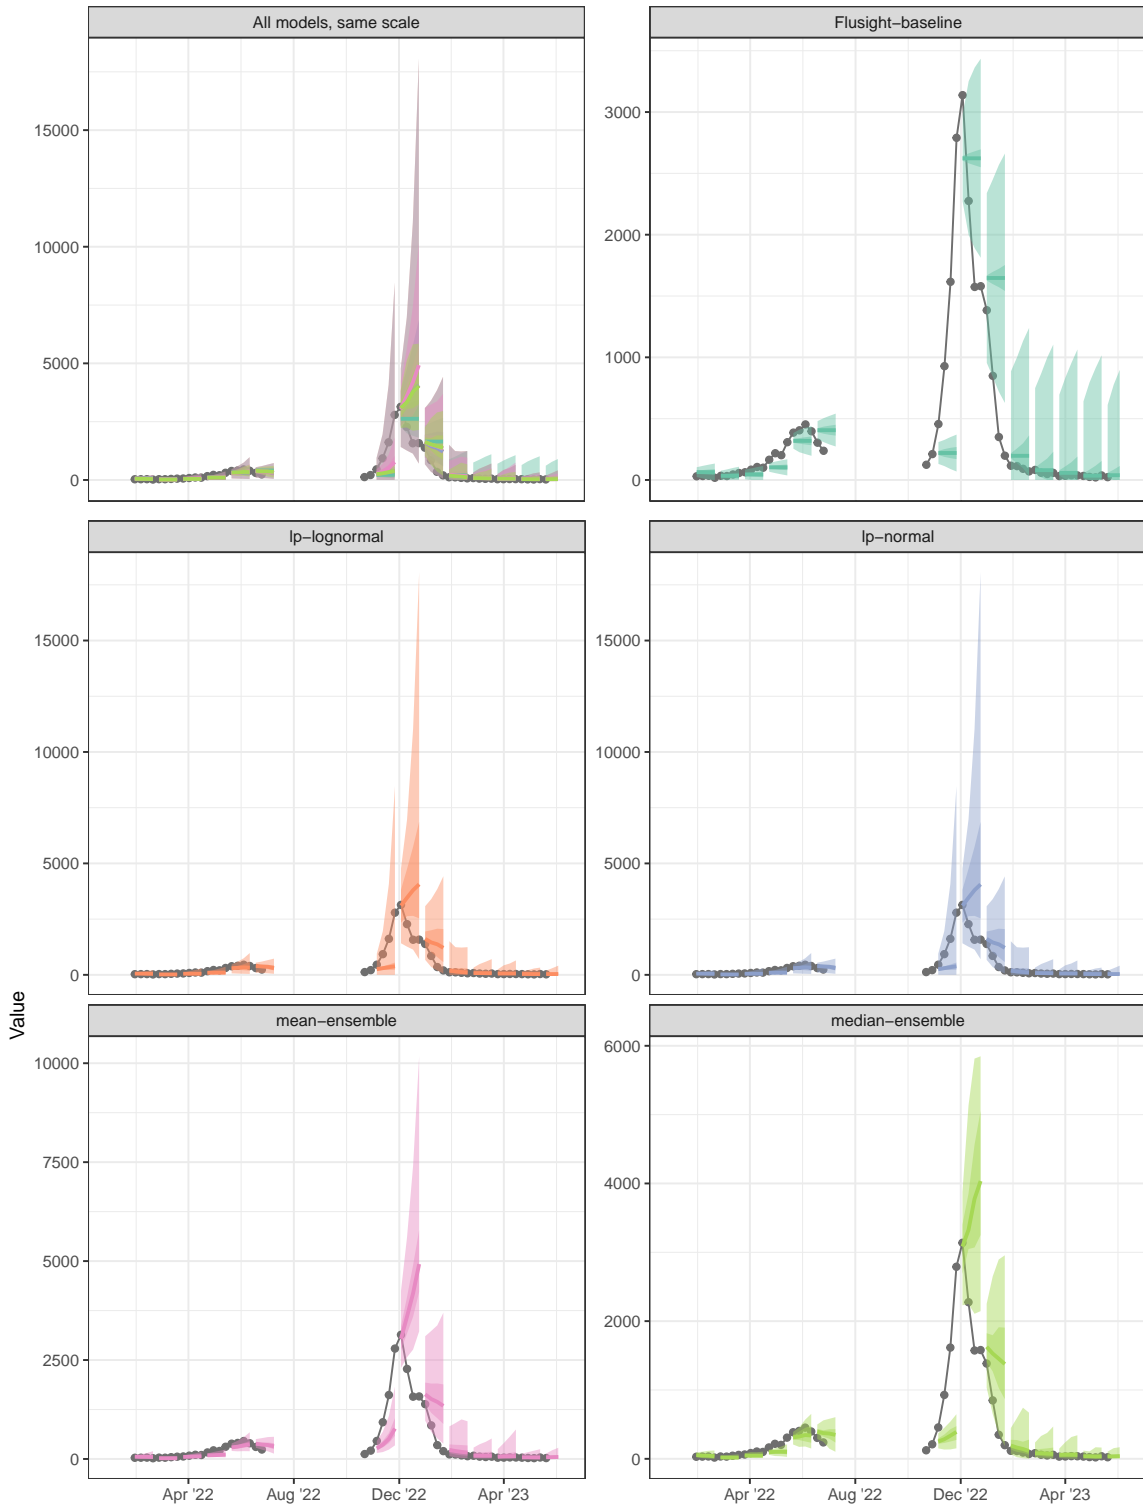 All models, same scale
Flusight−baseline
15000
10000
5000
0
3000
2000
1000
0
lp−lognormal
lp−normal
15000
10000
5000
0
15000
10000
5000
0
Value
mean−ensemble
median−ensemble
10000
7500
5000
2500
0
6000
4000
2000
0
Apr '22
Aug '22
Dec '22
Apr '23
Apr '22
Aug '22
Dec '22
Apr '23